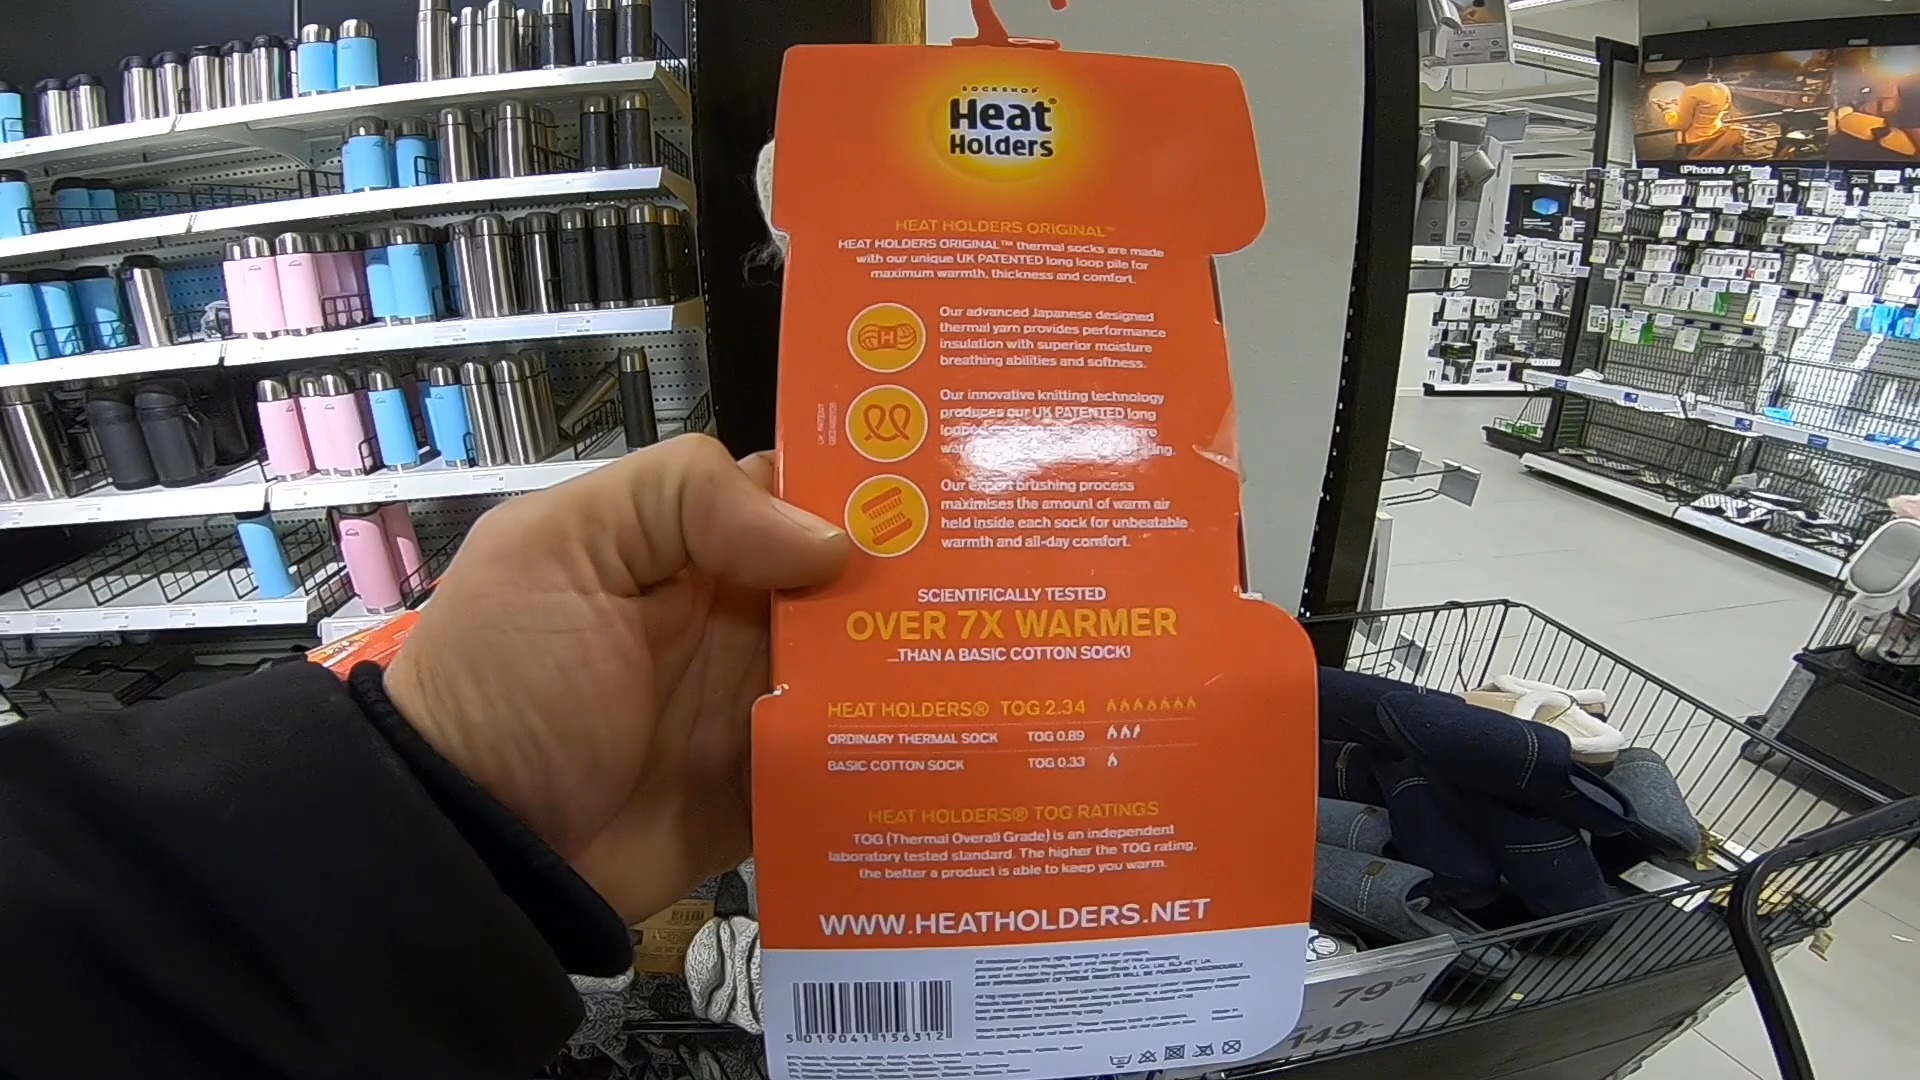 SOCKSHOP
Heat
Holders
HEAT HOLDERS ORIGINAL™
HEAT HOLDERS ORIGINAL™ thermal socks are made
with our unique UK PATENTED long loop pile for
maximum warmth, thickness and comfort.
Our advanced Japanese designed
thermal yarn provides performance
insulation with superior moisture
breathing abilities and softness.
Our innovative knitting technology
produces our UK PATENTED long
Our expert brushing process
maximises the amount of warm air
held inside each sock for unbeatable
warmth and all-day comfort.
SCIENTIFICALLY TESTED
OVER 7X WARMER
...THAN A BASIC COTTON SOCK!
HEAT HOLDERS® TOG 2.34
ORDINARY THERMAL SOCK TOG 0.89
BASIC COTTON SOCK TOG 0.33
HEAT HOLDERS® TOG RATINGS
TOG (Thermal Overall Grade) is an independent
laboratory tested standard. The higher the TOG rating,
the better a product is able to keep you warm.
WWW.HEATHOLDERS.NET
5 019041 156312
79⁹⁰
149:-
iPhone / iP